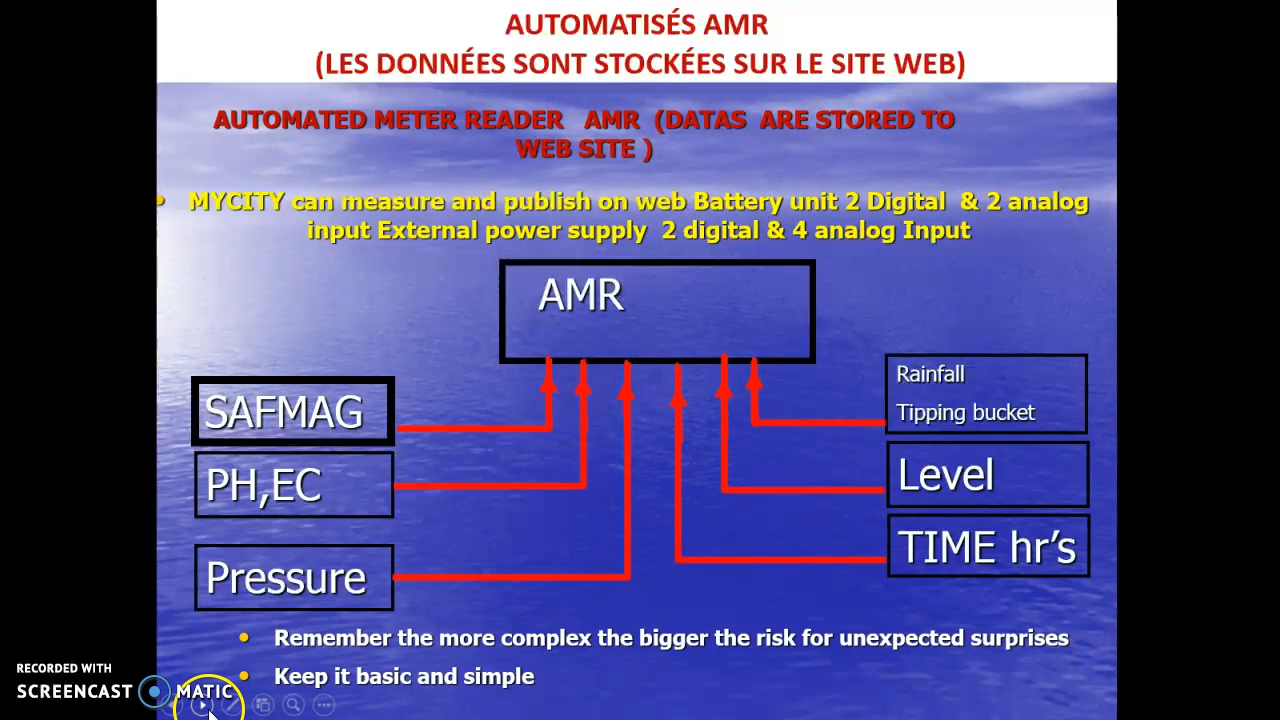 AUTOMATISÉS AMR
(LES DONNÉES SONT STOCKÉES SUR LE SITE WEB)
AUTOMATED METER READER AMR (DATAS ARE STORED TO
WEB SITE )
MYCITY can measure and publish on web Battery unit 2 Digital & 2 analog
input External power supply 2 digital & 4 analog Input
AMR
SAFMAG
PH,EC
Pressure
Rainfall
Tipping bucket
Level
TIME hr's
Remember the more complex the bigger the risk for unexpected surprises
Keep it basic and simple
RECORDED WITH
SCREENCAST MATIC